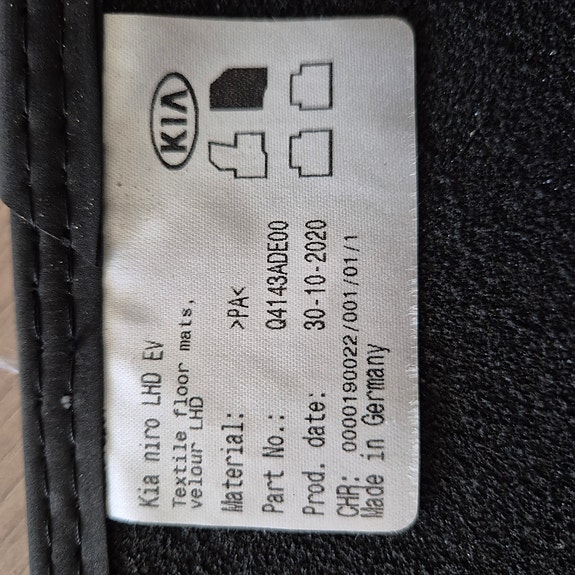 KIA
Kia niro LHD Ev
Textile floor mats,
velour LHD
Material: >PA<
Part No.: Q4143ADE00
Prod. date: 30-10-2020
CHR: 0000190022/001/01/1
Made in Germany